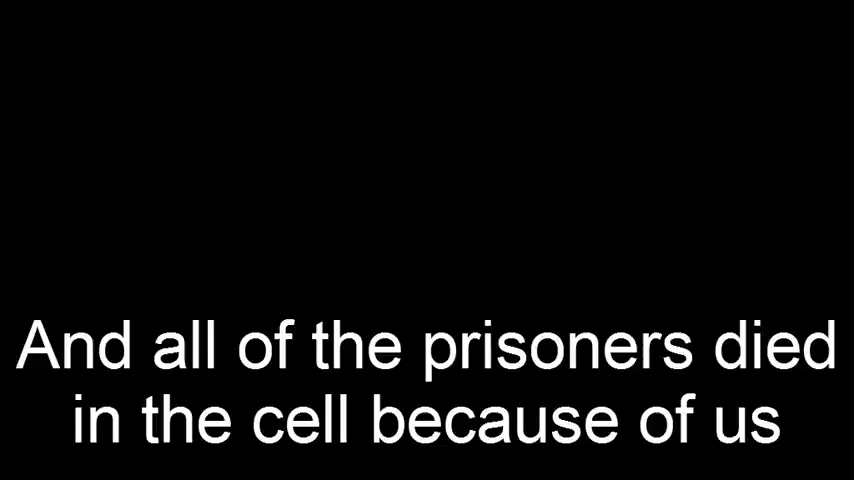 And all of the prisoners died
in the cell because of us